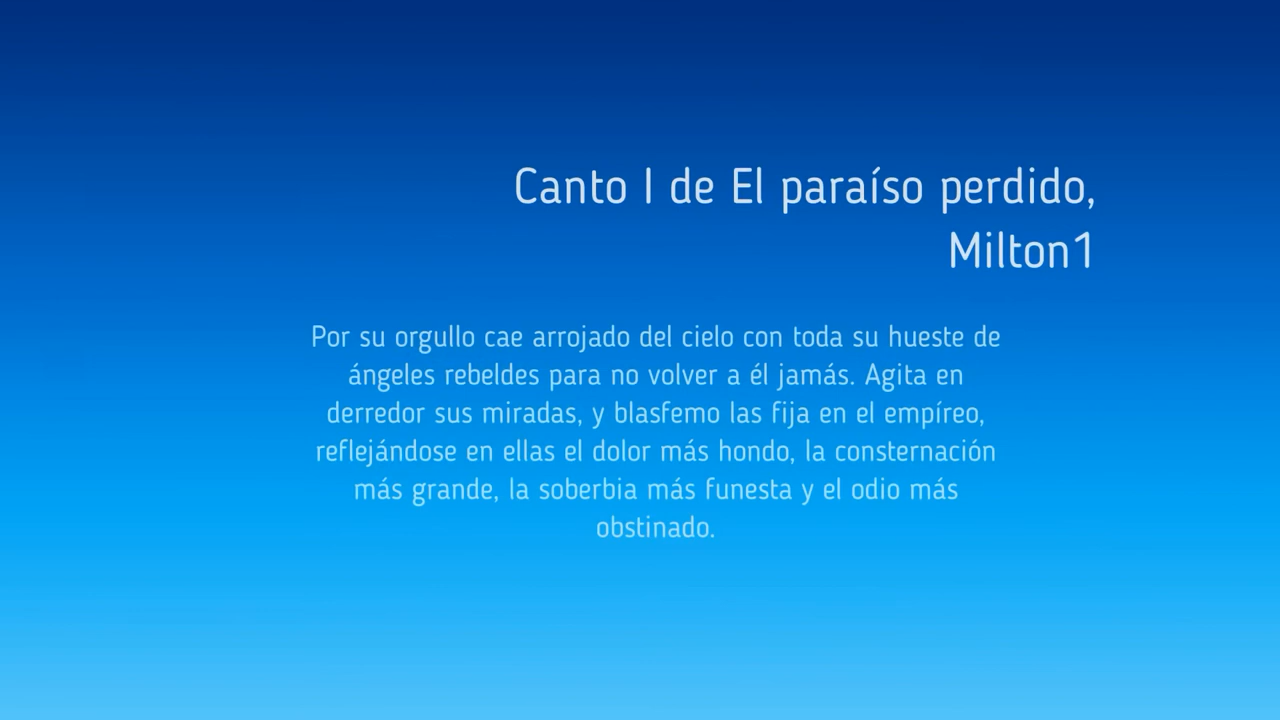 Canto I de El paraíso perdido,
Milton1
Por su orgullo cae arrojado del cielo con toda su hueste de
ángeles rebeldes para no volver a él jamás. Agita en
derredor sus miradas, y blasfemo las fija en el empíreo,
reflejándose en ellas el dolor más hondo, la consternación
más grande, la soberbia más funesta y el odio más
obstinado.